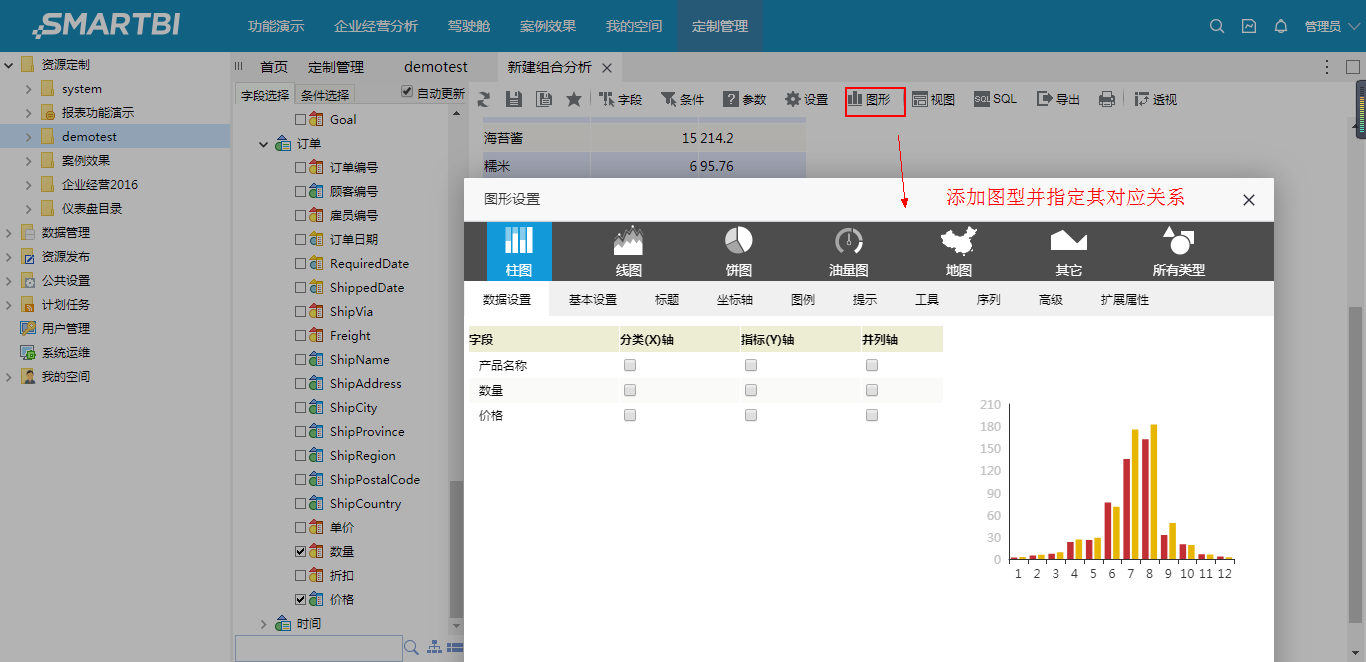 SMARTBI
功能演示 企业经营分析 驾驶舱 案例效果 我的空间 定制管理 管理员
资源定制
system
报表功能演示
demotest
案例效果
企业经营2016
仪表盘目录
数据管理
资源发布
公共设置
计划任务
用户管理
系统运维
我的空间
首页 定制管理 demotest 新建组合分析
字段选择 条件选择 自动更新
字段 条件 参数 设置 图形 视图 SQL SQL 导出 透视
Goal
订单
订单编号
顾客编号
雇员编号
订单日期
RequiredDate
ShippedDate
ShipVia
Freight
ShipName
ShipAddress
ShipCity
ShipProvince
ShipRegion
ShipPostalCode
ShipCountry
单价
数量
折扣
价格
时间
海苔酱 15 214.2
糯米 6 95.76
图形设置
添加图型并指定其对应关系
柱图 线图 饼图 油量图 地图 其它 所有类型
数据设置 基本设置 标题 坐标轴 图例 提示 工具 序列 高级 扩展属性
字段 分类(X)轴 指标(Y)轴 并列轴
产品名称
数量
价格
210
180
150
120
90
60
30
0
1 2 3 4 5 6 7 8 9 10 11 12